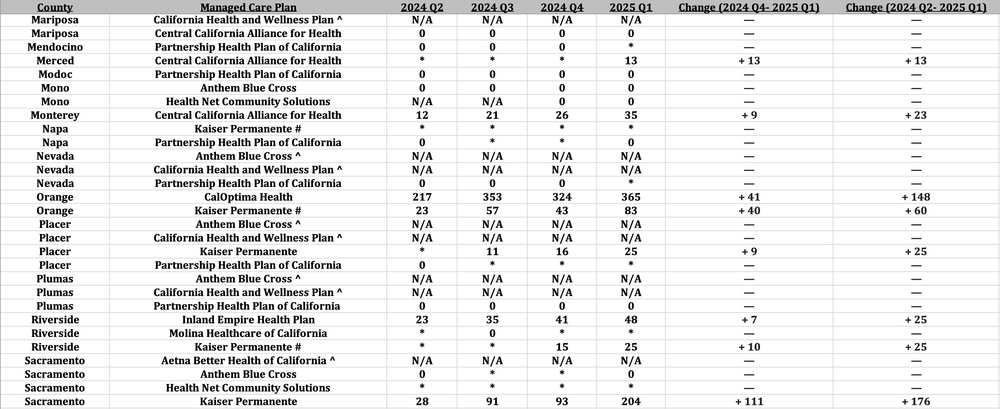 County Managed Care Plan 2024 Q2 2024 Q3 2024 Q4 2025 Q1 Change (2024 Q4- 2025 Q1) Change (2024 Q2- 2025 Q1)
Mariposa California Health and Wellness Plan ^ N/A N/A N/A N/A — —
Mariposa Central California Alliance for Health 0 0 0 0 — —
Mendocino Partnership Health Plan of California 0 0 0 * — —
Merced Central California Alliance for Health * * * 13 + 13 + 13
Modoc Partnership Health Plan of California 0 0 0 0 — —
Mono Anthem Blue Cross 0 0 0 0 — —
Mono Health Net Community Solutions N/A N/A 0 0 — —
Monterey Central California Alliance for Health 12 21 26 35 + 9 + 23
Napa Kaiser Permanente # * * * * — —
Napa Partnership Health Plan of California 0 * * 0 — —
Nevada Anthem Blue Cross ^ N/A N/A N/A N/A — —
Nevada California Health and Wellness Plan ^ N/A N/A N/A N/A — —
Nevada Partnership Health Plan of California 0 0 0 * — —
Orange CalOptima Health 217 353 324 365 + 41 + 148
Orange Kaiser Permanente # 23 57 43 83 + 40 + 60
Placer Anthem Blue Cross ^ N/A N/A N/A N/A — —
Placer California Health and Wellness Plan ^ N/A N/A N/A N/A — —
Placer Kaiser Permanente * 11 16 25 + 9 + 25
Placer Partnership Health Plan of California 0 * * * — —
Plumas Anthem Blue Cross ^ N/A N/A N/A N/A — —
Plumas California Health and Wellness Plan ^ N/A N/A N/A N/A — —
Plumas Partnership Health Plan of California 0 0 0 0 — —
Riverside Inland Empire Health Plan 23 35 41 48 + 7 + 25
Riverside Molina Healthcare of California * 0 * * — —
Riverside Kaiser Permanente # * * 15 25 + 10 + 25
Sacramento Aetna Better Health of California ^ N/A N/A N/A N/A — —
Sacramento Anthem Blue Cross 0 * * 0 — —
Sacramento Health Net Community Solutions * * * * — —
Sacramento Kaiser Permanente 28 91 93 204 + 111 + 176